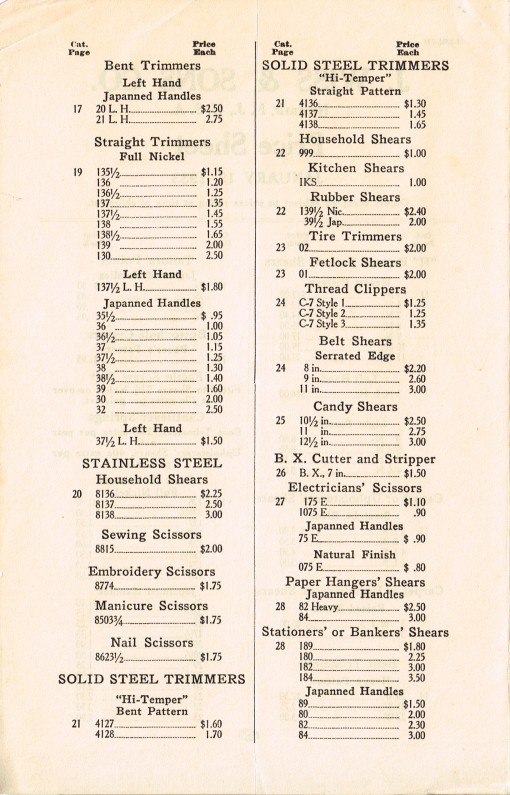 Cat. Page Price Each
Bent Trimmers
Left Hand
Japanned Handles
17 20 L. H. $2.50
21 L. H. 2.75
Straight Trimmers
Full Nickel
19 135½ $1.15
136 1.20
136½ 1.25
137 1.35
137½ 1.45
138 1.55
138½ 1.65
139 2.00
130 2.50
Left Hand
137½ L. H. $1.80
Japanned Handles
35½ $ .95
36 1.00
36½ 1.05
37 1.15
37½ 1.25
38 1.30
38½ 1.40
39 1.60
30 2.00
32 2.50
Left Hand
37½ L. H. $1.50
STAINLESS STEEL
Household Shears
20 8136 $2.25
8137 2.50
8138 3.00
Sewing Scissors
8815 $2.00
Embroidery Scissors
8774 $1.75
Manicure Scissors
8503¾ $1.75
Nail Scissors
8623½ $1.75
SOLID STEEL TRIMMERS
"Hi-Temper"
Bent Pattern
21 4127 $1.60
4128 1.70
Cat. Page Price Each
SOLID STEEL TRIMMERS
"Hi-Temper"
Straight Pattern
21 4136 $1.30
4137 1.45
4138 1.65
Household Shears
22 999 $1.00
Kitchen Shears
1KS 1.00
Rubber Shears
22 139½ Nic. $2.40
39½ Jap. 2.00
Tire Trimmers
23 02 $2.00
Fetlock Shears
23 01 $2.00
Thread Clippers
24 C-7 Style 1 $1.25
C-7 Style 2 1.25
C-7 Style 3 1.35
Belt Shears
Serrated Edge
24 8 in. $2.20
9 in. 2.60
11 in. 3.00
Candy Shears
25 10½ in. $2.50
11 in. 2.75
12½ in. 3.00
B. X. Cutter and Stripper
26 B. X., 7 in. $1.50
Electricians' Scissors
27 175 E $1.10
1075 E .90
Japanned Handles
75 E $ .90
Natural Finish
075 E $ .80
Paper Hangers' Shears
Japanned Handles
28 82 Heavy $2.50
84 3.00
Stationers' or Bankers' Shears
28 189 $1.80
180 2.25
182 3.00
184 3.50
Japanned Handles
89 $1.50
80 2.00
82 2.30
84 3.00